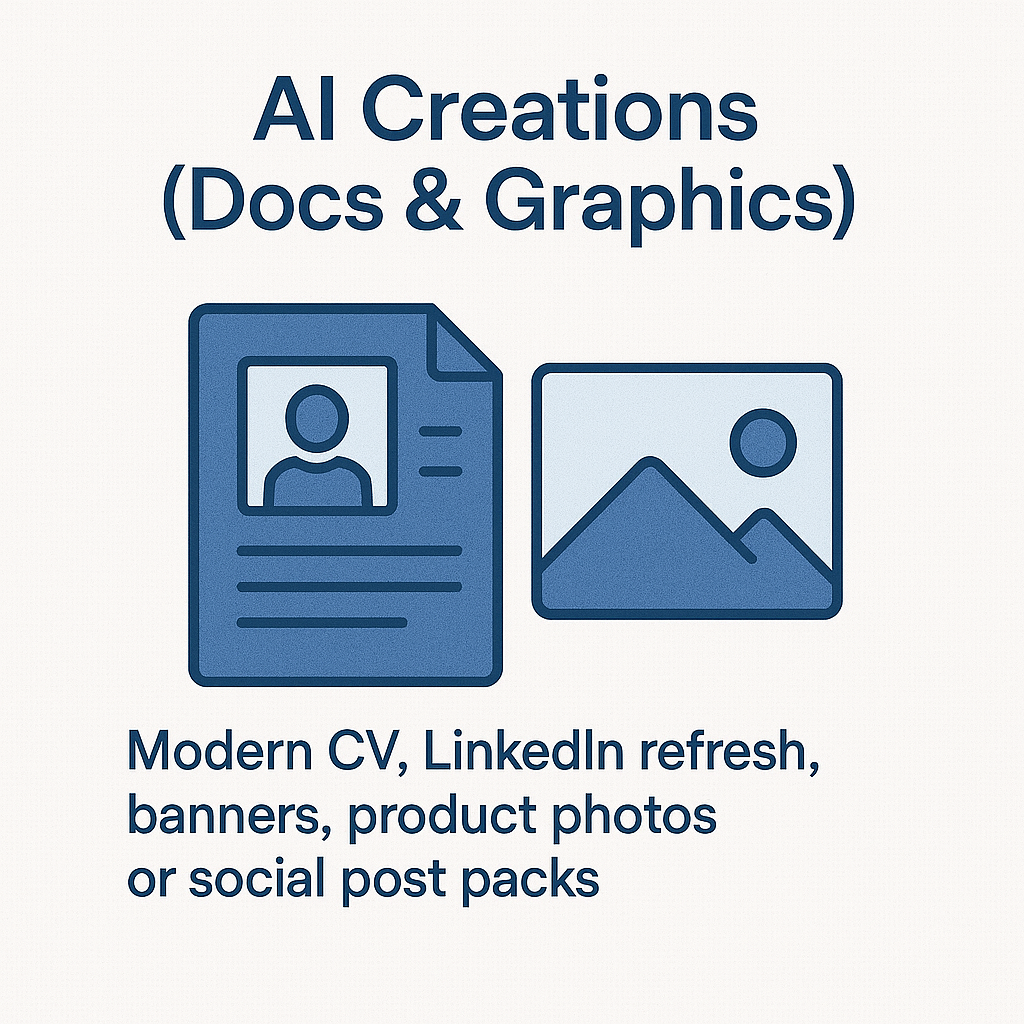 AI Creations
(Docs & Graphics)
Modern CV, LinkedIn refresh,
banners, product photos
or social post packs